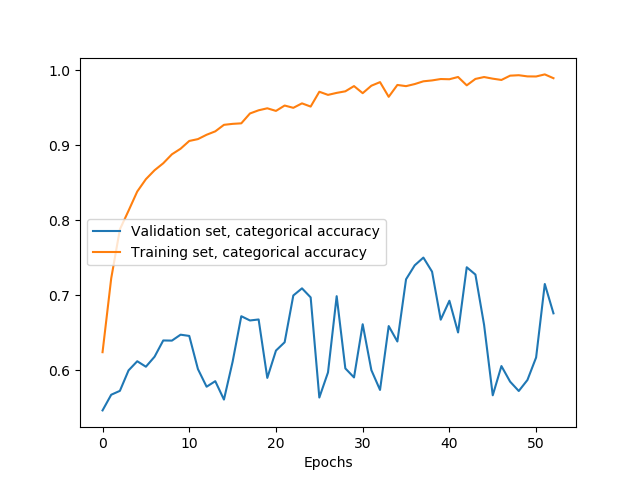 1.0
0.9
0.8
0.7
0.6
Validation set, categorical accuracy
Training set, categorical accuracy
0 10 20 30 40 50
Epochs